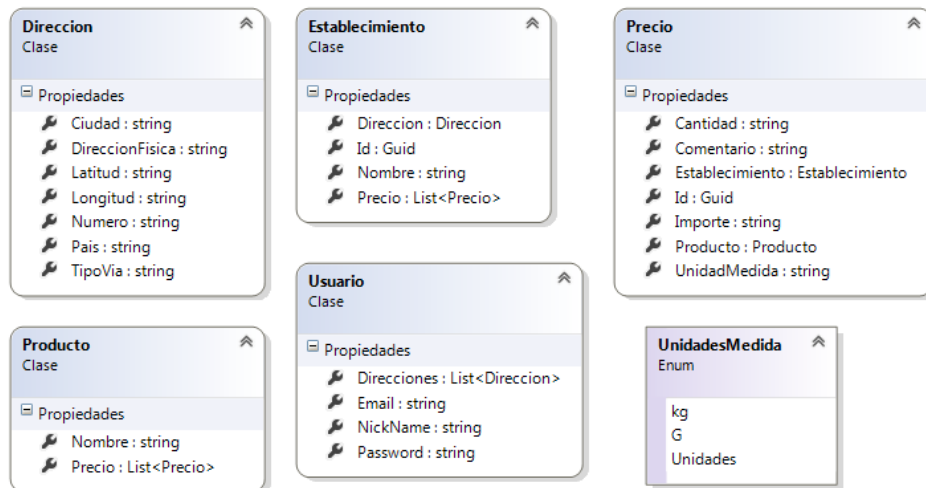 Direccion
Clase
Propiedades
Ciudad : string
DireccionFisica : string
Latitud : string
Longitud : string
Numero : string
Pais : string
TipoVia : string
Establecimiento
Clase
Propiedades
Direccion : Direccion
Id : Guid
Nombre : string
Precio : List<Precio>
Precio
Clase
Propiedades
Cantidad : string
Comentario : string
Establecimiento : Establecimiento
Id : Guid
Importe : string
Producto : Producto
UnidadMedida : string
Producto
Clase
Propiedades
Nombre : string
Precio : List<Precio>
Usuario
Clase
Propiedades
Direcciones : List<Direccion>
Email : string
NickName : string
Password : string
UnidadesMedida
Enum
kg
G
Unidades